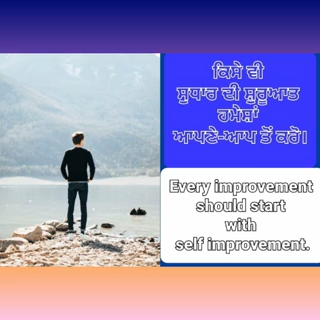 ਕਿਸੇ ਵੀ
ਸੁਧਾਰ ਦੀ ਸ਼ੁਰੂਆਤ
ਹਮੇਸ਼ਾਂ
ਆਪਣੇ-ਆਪ ਤੋਂ ਕਰੋ।
Every improvement
should start
with
self improvement.